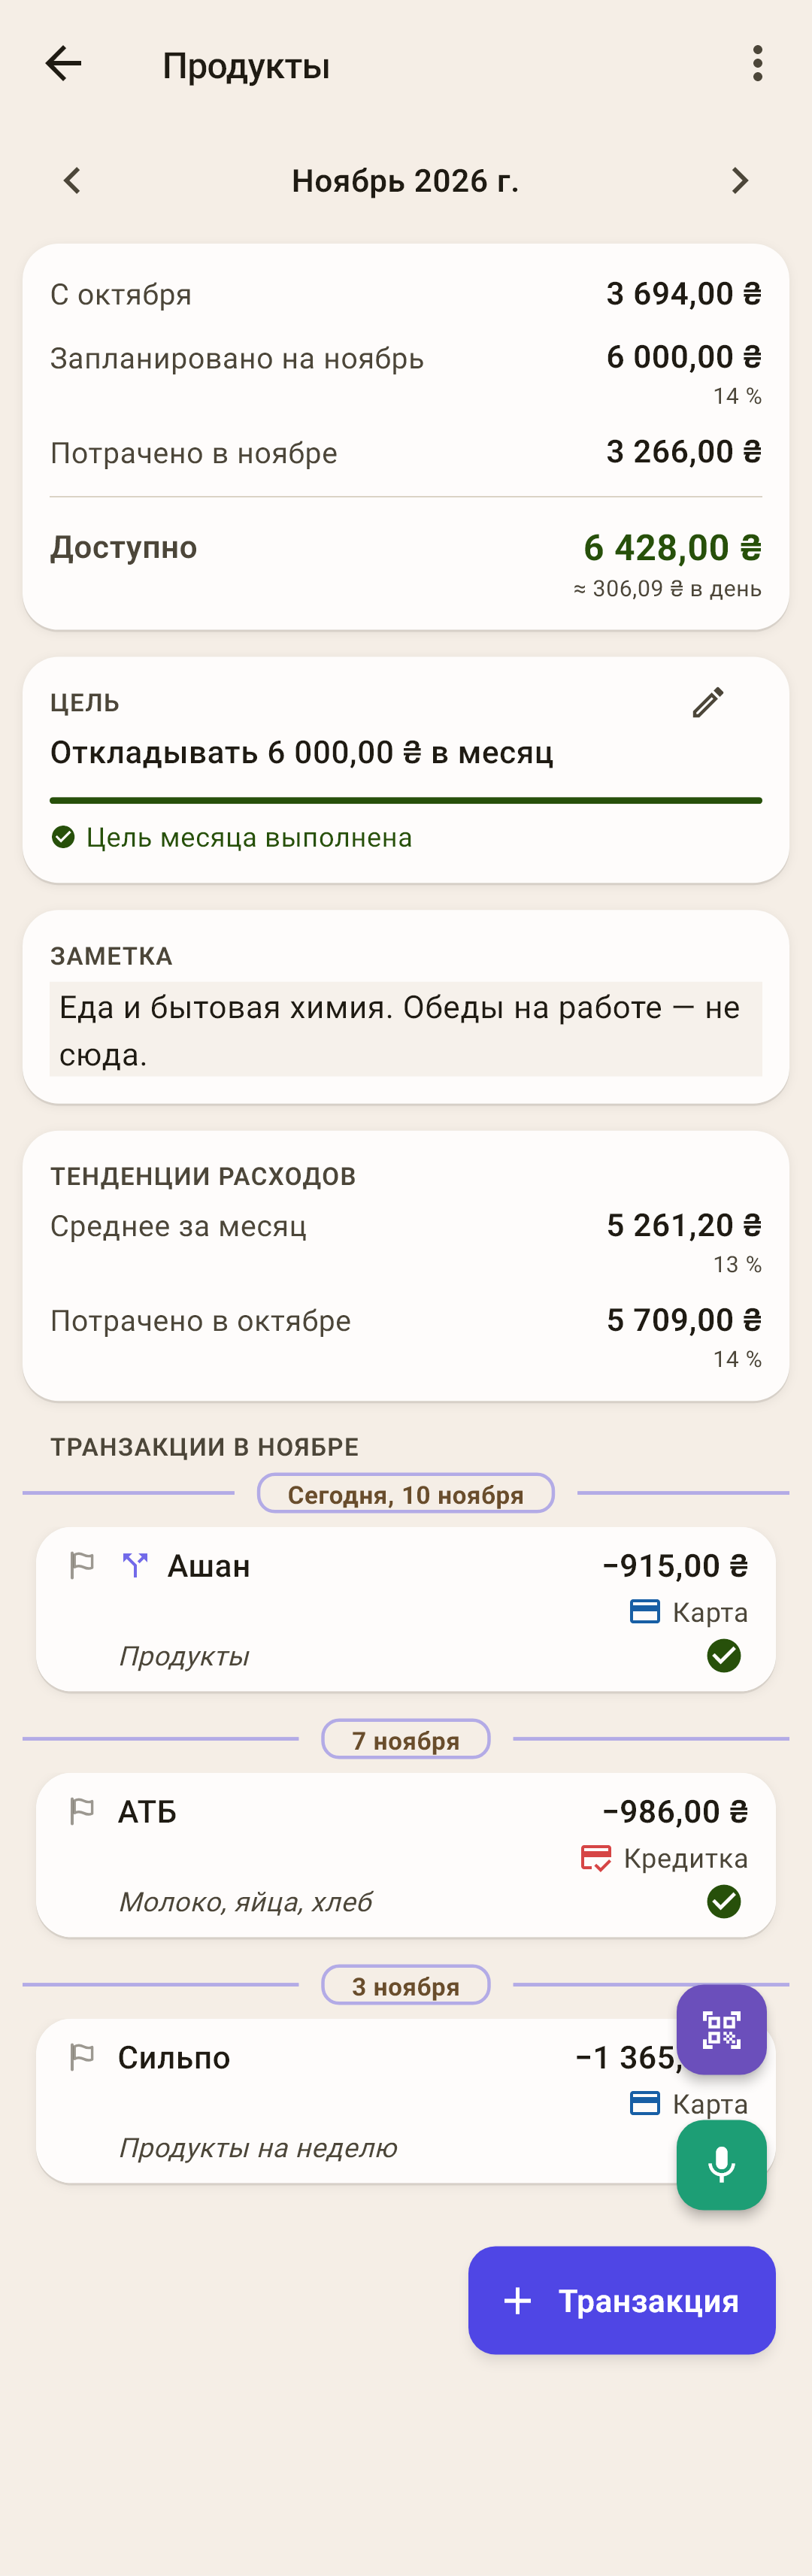 Продукты
Ноябрь 2026 г.
С октября 3 694,00 ₴
Запланировано на ноябрь 6 000,00 ₴
14 %
Потрачено в ноябре 3 266,00 ₴
Доступно 6 428,00 ₴
≈ 306,09 ₴ в день
ЦЕЛЬ
Откладывать 6 000,00 ₴ в месяц
Цель месяца выполнена
ЗАМЕТКА
Еда и бытовая химия. Обеды на работе — не
сюда.
ТЕНДЕНЦИИ РАСХОДОВ
Среднее за месяц 5 261,20 ₴
13 %
Потрачено в октябре 5 709,00 ₴
14 %
ТРАНЗАКЦИИ В НОЯБРЕ
Сегодня, 10 ноября
Ашан −915,00 ₴
Карта
Продукты
7 ноября
АТБ −986,00 ₴
Кредитка
Молоко, яйца, хлеб
3 ноября
Сильпо −1 365,
Карта
Продукты на неделю
Транзакция